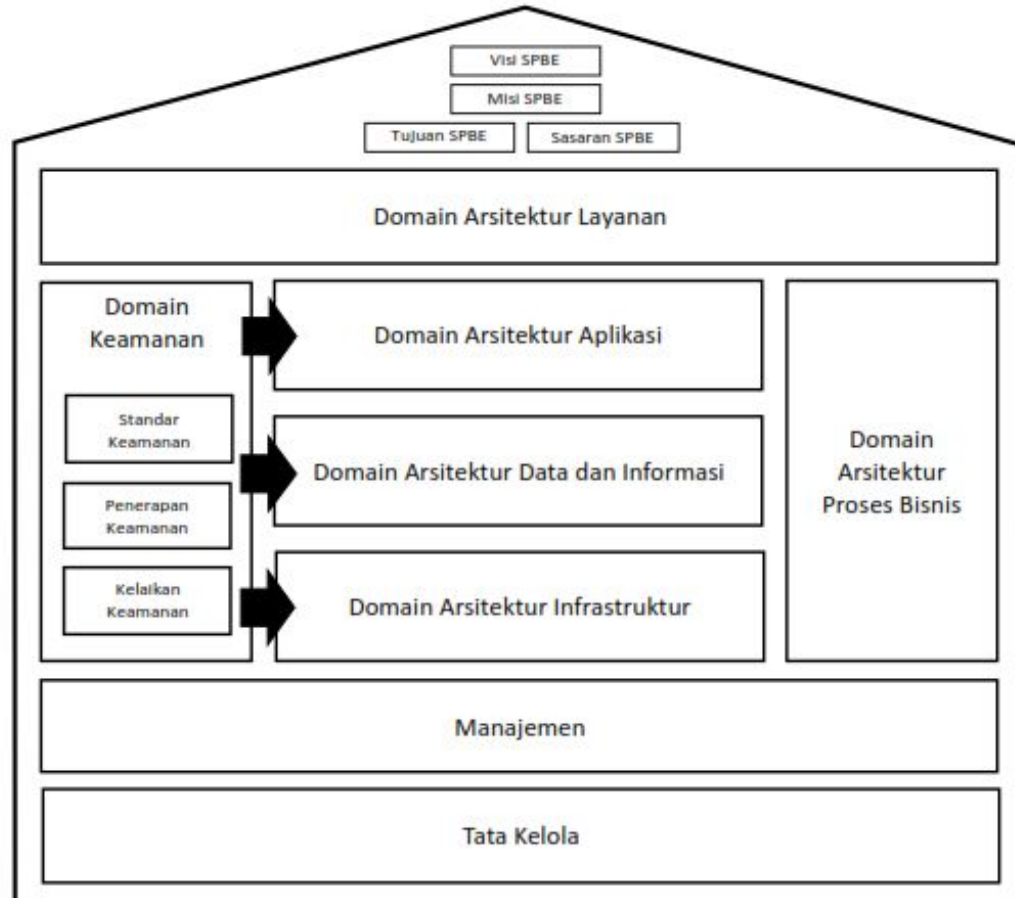 Visi SPBE
Misi SPBE
Tujuan SPBE
Sasaran SPBE
Domain Arsitektur Layanan
Domain
Keamanan
Standar
Keamanan
Penerapan
Keamanan
Kelaikan
Keamanan
Domain Arsitektur Aplikasi
Domain Arsitektur Data dan Informasi
Domain Arsitektur Infrastruktur
Domain
Arsitektur
Proses Bisnis
Manajemen
Tata Kelola